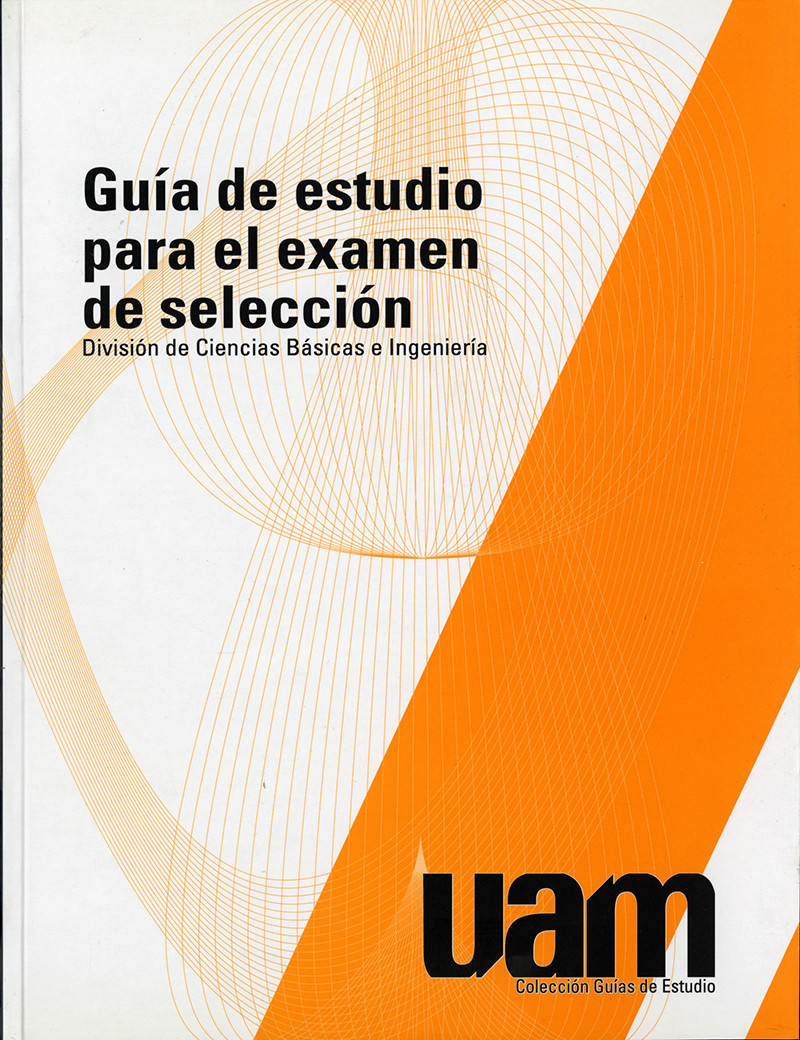 Guía de estudio
para el examen
de selección
División de Ciencias Básicas e Ingeniería
uam
Colección Guías de Estudio